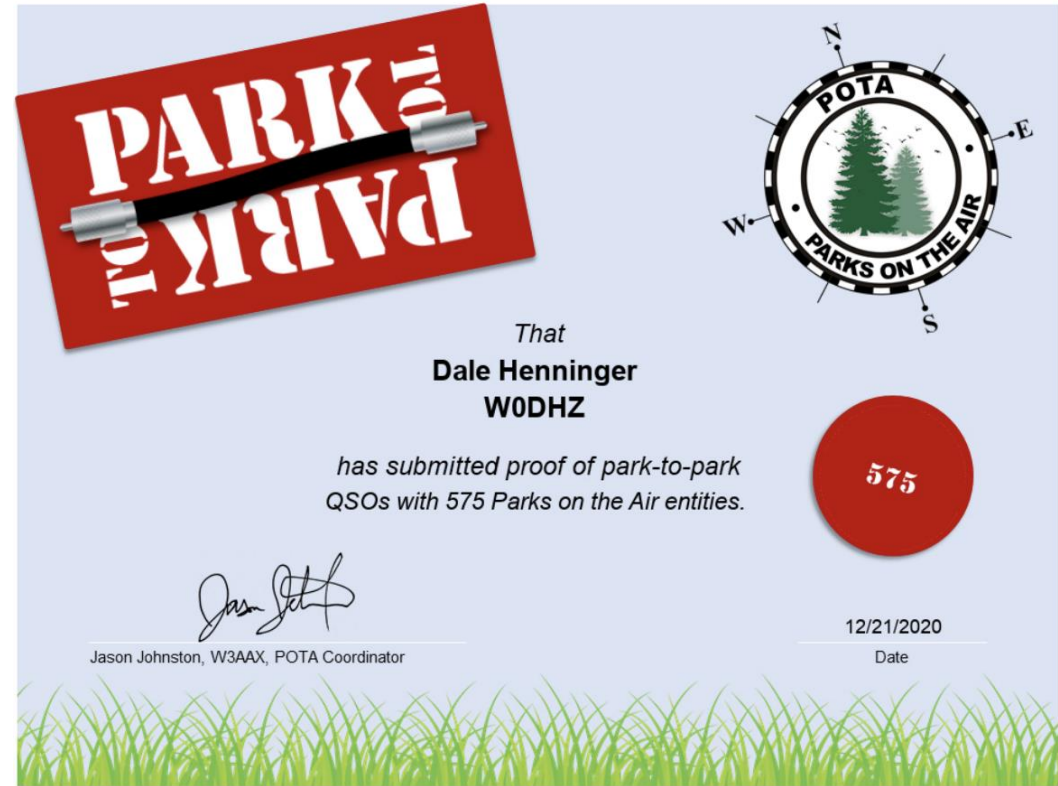 PARK
TO
PARK
TO
N
E
S
W
POTA
PARKS ON THE AIR
That
Dale Henninger
W0DHZ
has submitted proof of park-to-park
QSOs with 575 Parks on the Air entities.
575
Jason Johnston, W3AAX, POTA Coordinator
12/21/2020
Date